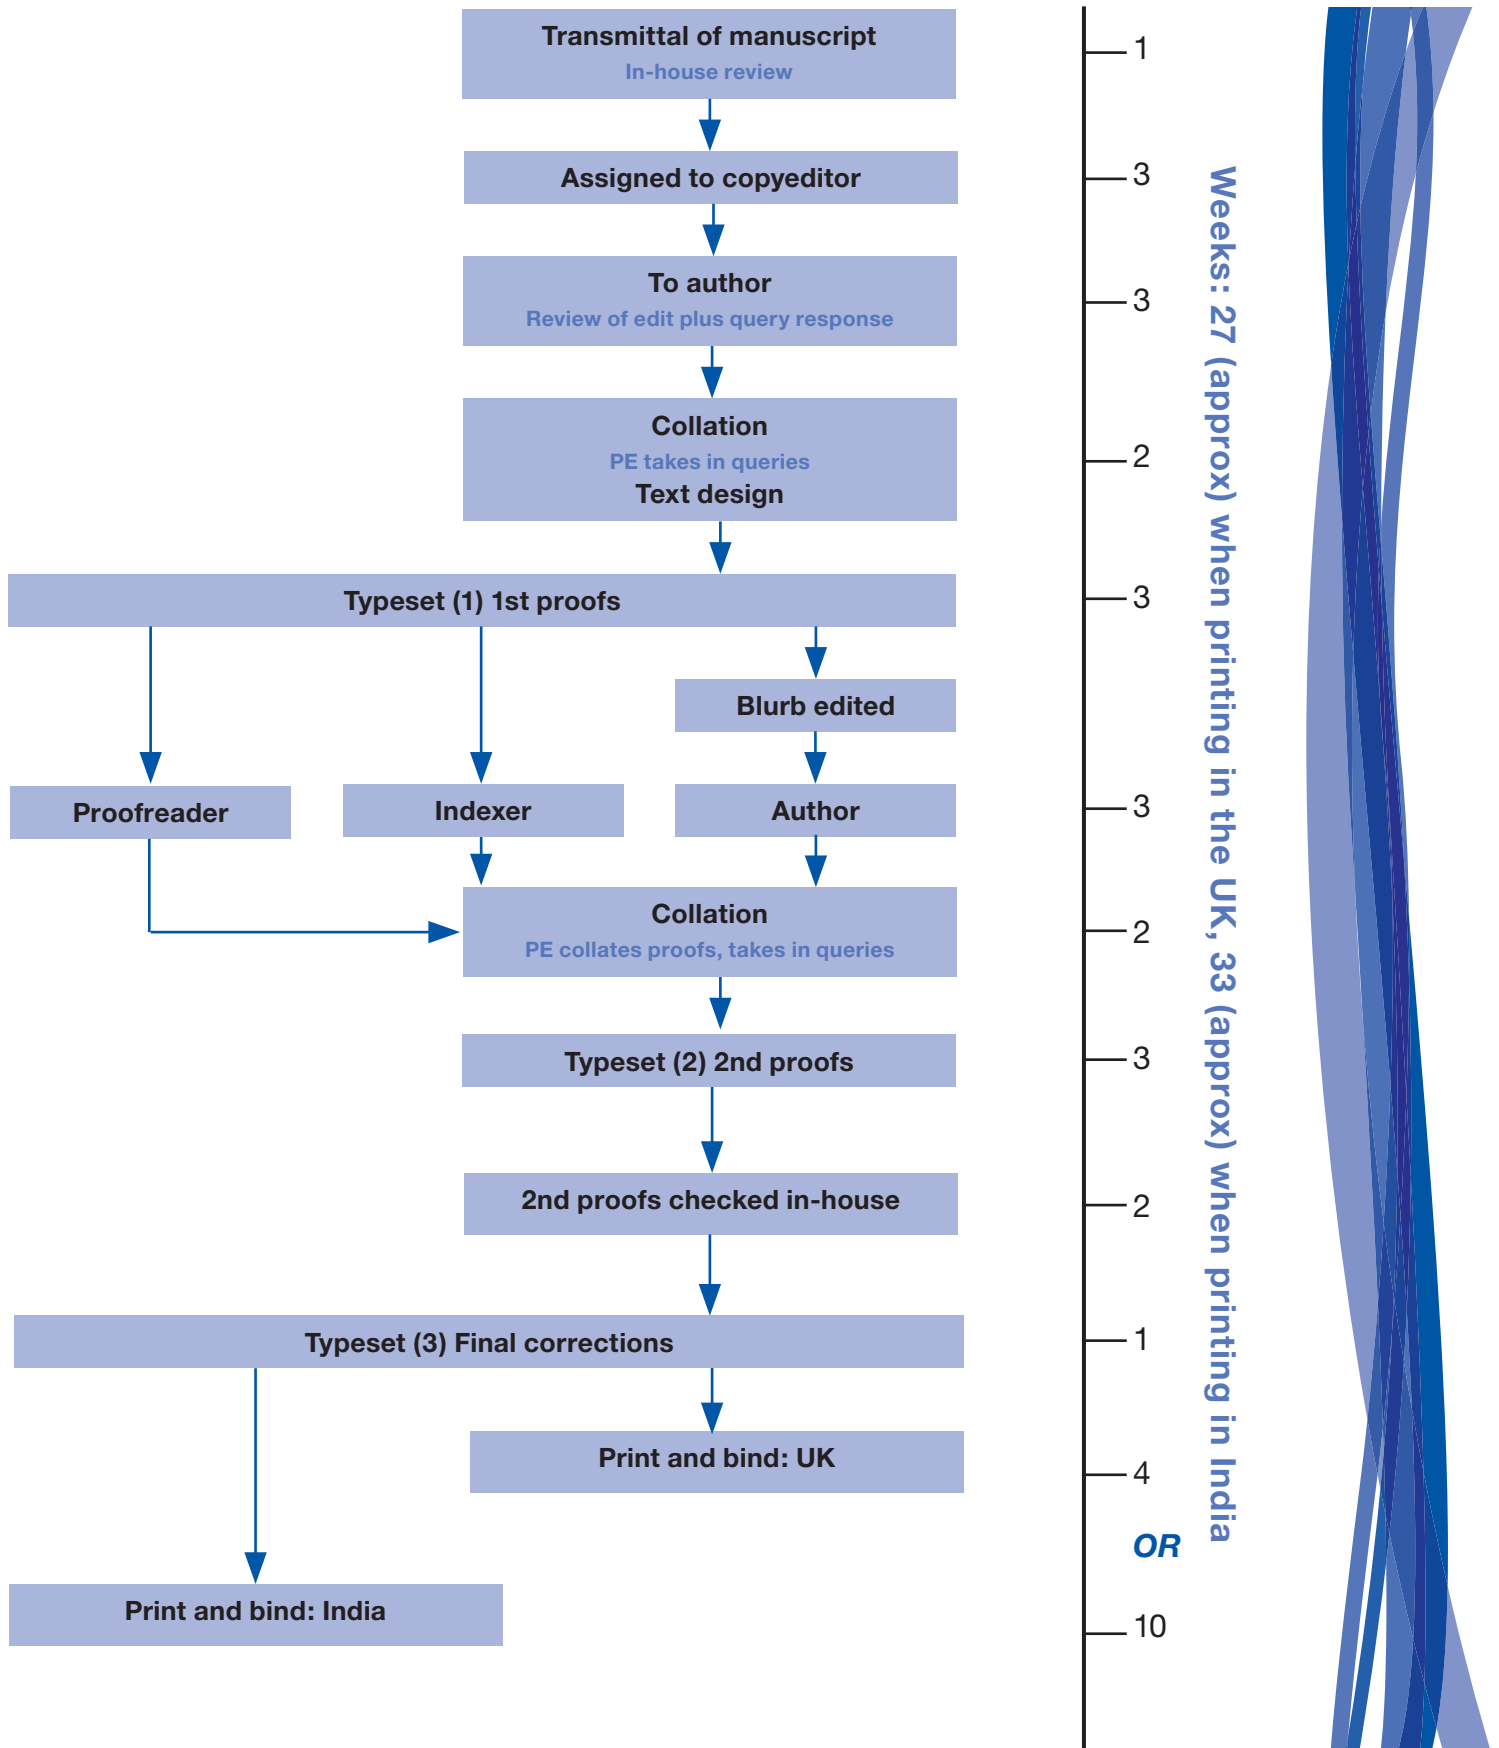 Transmittal of manuscript
In-house review
1
Assigned to copyeditor
3
To author
Review of edit plus query response
3
Collation
PE takes in queries
Text design
2
Typeset (1) 1st proofs
3
Blurb edited
Proofreader
Indexer
Author
3
Collation
PE collates proofs, takes in queries
2
Typeset (2) 2nd proofs
3
2nd proofs checked in-house
2
Typeset (3) Final corrections
1
Print and bind: UK
4
OR
Print and bind: India
10
Weeks: 27 (approx) when printing in the UK, 33 (approx) when printing in India